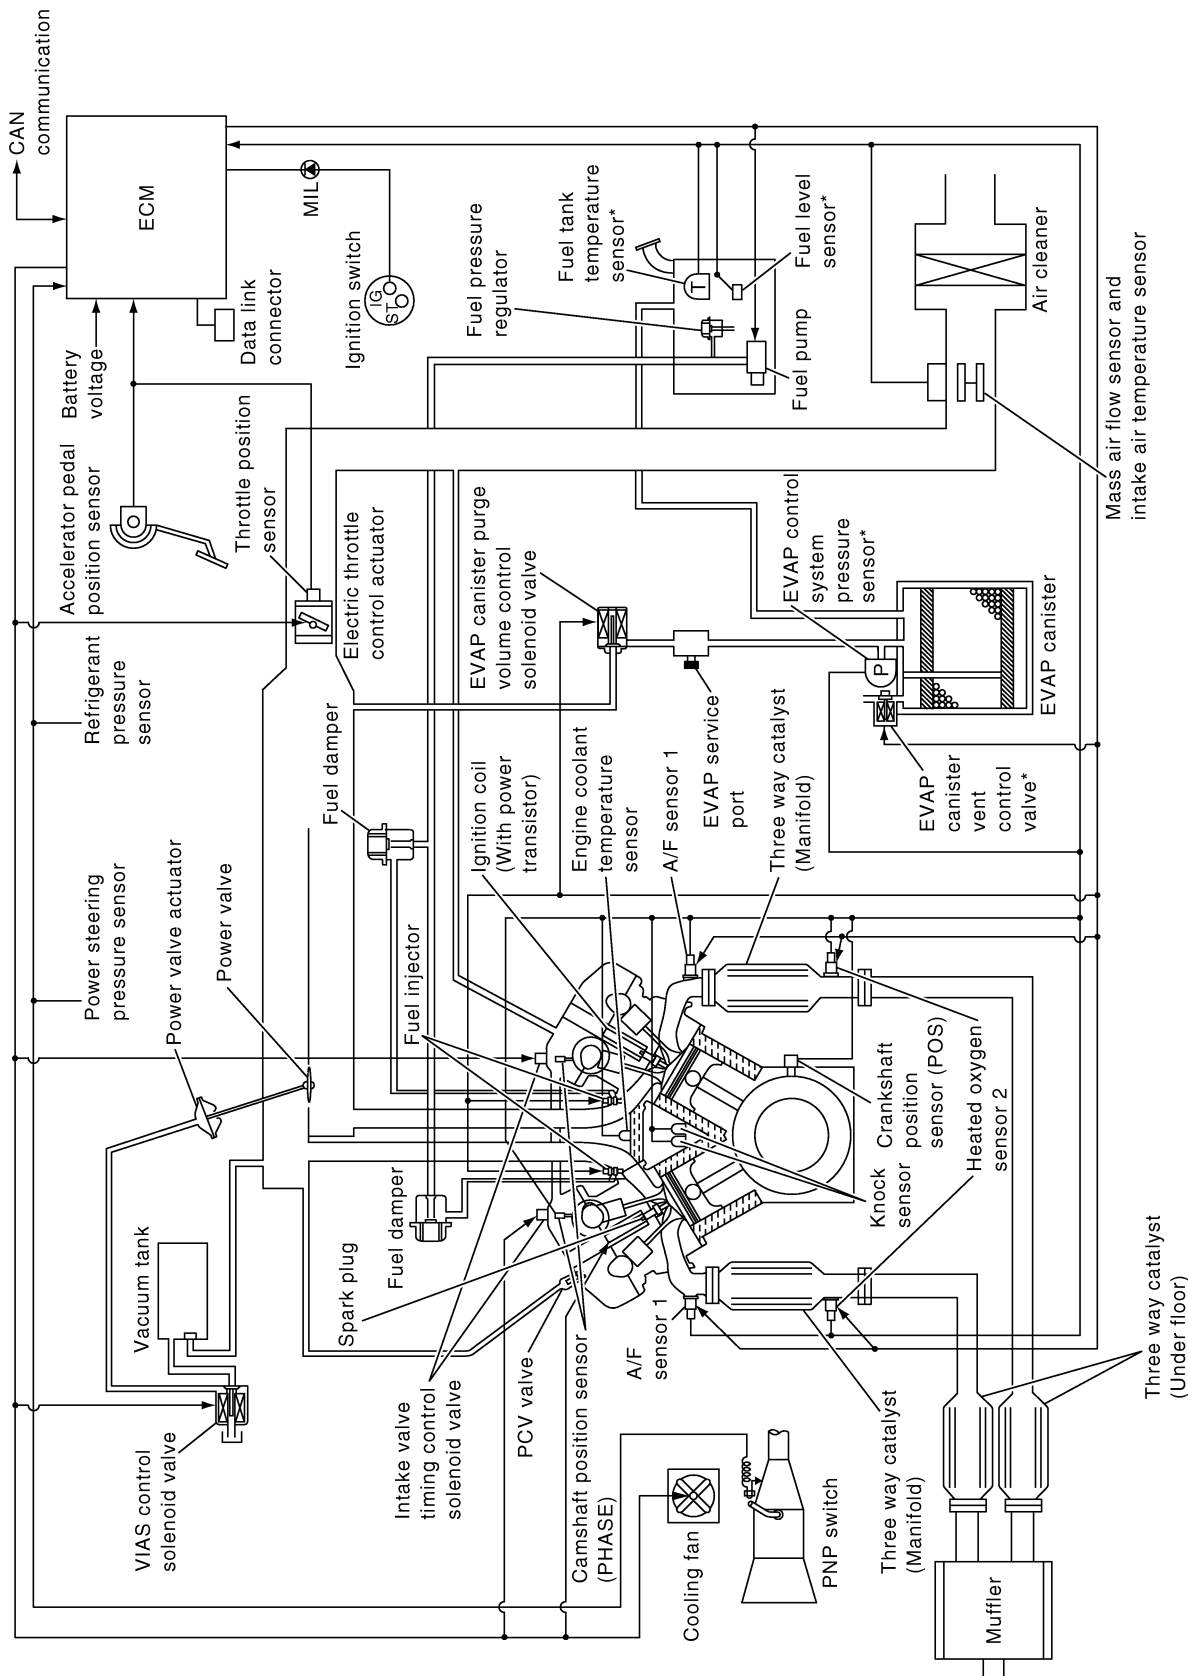 CAN
communication
ECM
MIL
Ignition switch
IG
ST
Data link
connector
Battery
voltage
Accelerator pedal
position sensor
Throttle position
sensor
Electric throttle
control actuator
Refrigerant
pressure
sensor
Power steering
pressure sensor
Power valve actuator
Power valve
Vacuum tank
VIAS control
solenoid valve
Fuel pressure
regulator
Fuel tank
temperature
sensor*
T
Fuel level
sensor*
Fuel pump
Air cleaner
Mass air flow sensor and
intake air temperature sensor
EVAP canister purge
volume control
solenoid valve
EVAP control
system
pressure
sensor*
P
EVAP canister
EVAP service
port
EVAP
canister
vent
control
valve*
Fuel damper
Ignition coil
(With power
transistor)
Engine coolant
temperature
sensor
A/F sensor 1
Three way catalyst
(Manifold)
Fuel injector
Crankshaft
position
sensor (POS)
Heated oxygen
sensor 2
Knock
sensor
Fuel damper
Spark plug
Intake valve
timing control
solenoid valve
PCV valve
Camshaft position sensor
(PHASE)
A/F
sensor 1
Cooling fan
PNP switch
Three way catalyst
(Manifold)
Three way catalyst
(Under floor)
Muffler